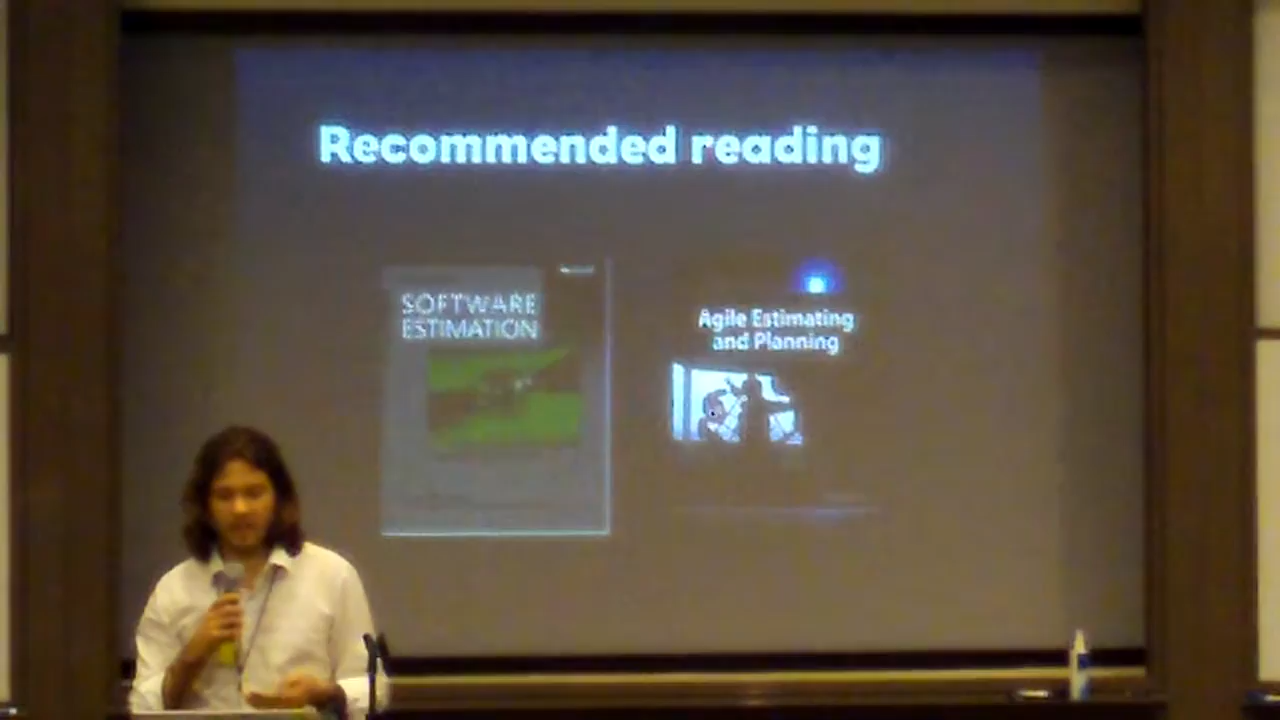 Recommended reading
SOFTWARE
ESTIMATION
Agile Estimating
and Planning